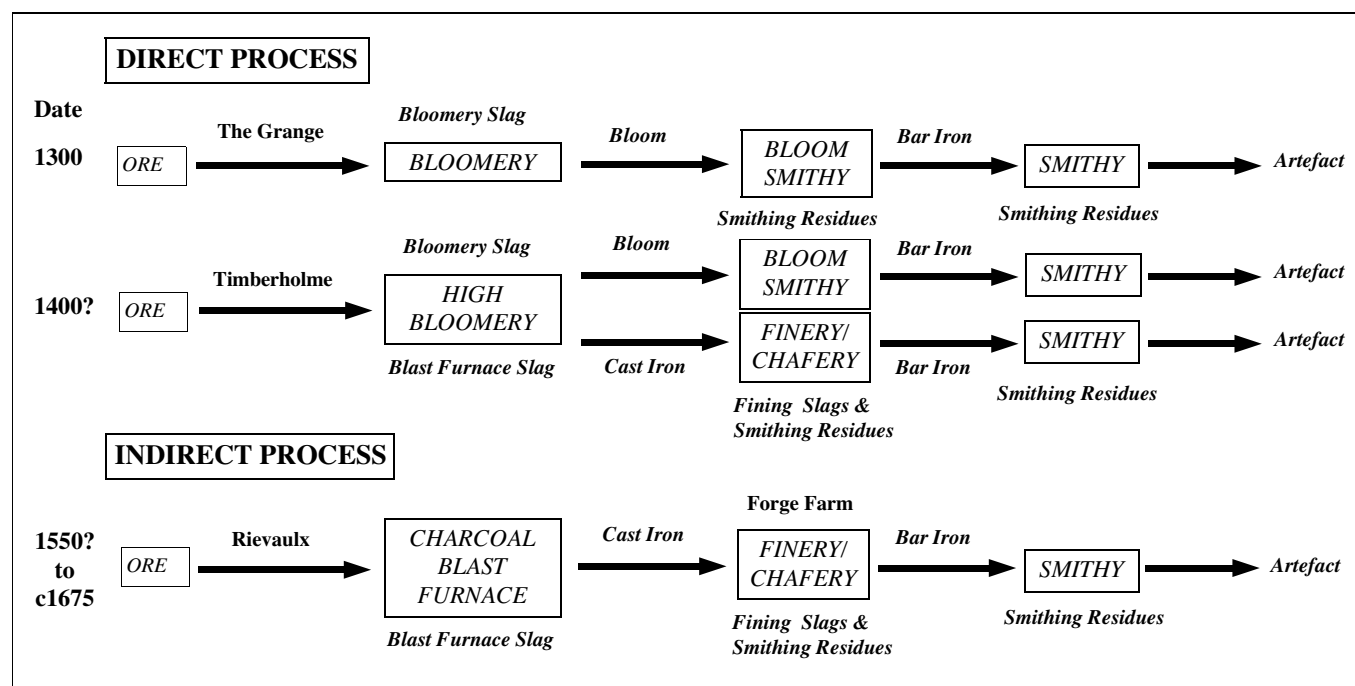 DIRECT PROCESS
Date
1300
ORE
The Grange
Bloomery Slag
BLOOMERY
Bloom
BLOOM
SMITHY
Smithing Residues
Bar Iron
SMITHY
Smithing Residues
Artefact
1400?
ORE
Timberholme
Bloomery Slag
HIGH
BLOOMERY
Blast Furnace Slag
Bloom
BLOOM
SMITHY
Bar Iron
SMITHY
Artefact
Cast Iron
FINERY/
CHAFERY
Fining Slags &
Smithing Residues
Bar Iron
SMITHY
Smithing Residues
Artefact
INDIRECT PROCESS
1550?
to
c1675
ORE
Rievaulx
CHARCOAL
BLAST
FURNACE
Blast Furnace Slag
Cast Iron
Forge Farm
FINERY/
CHAFERY
Fining Slags &
Smithing Residues
Bar Iron
SMITHY
Smithing Residues
Artefact